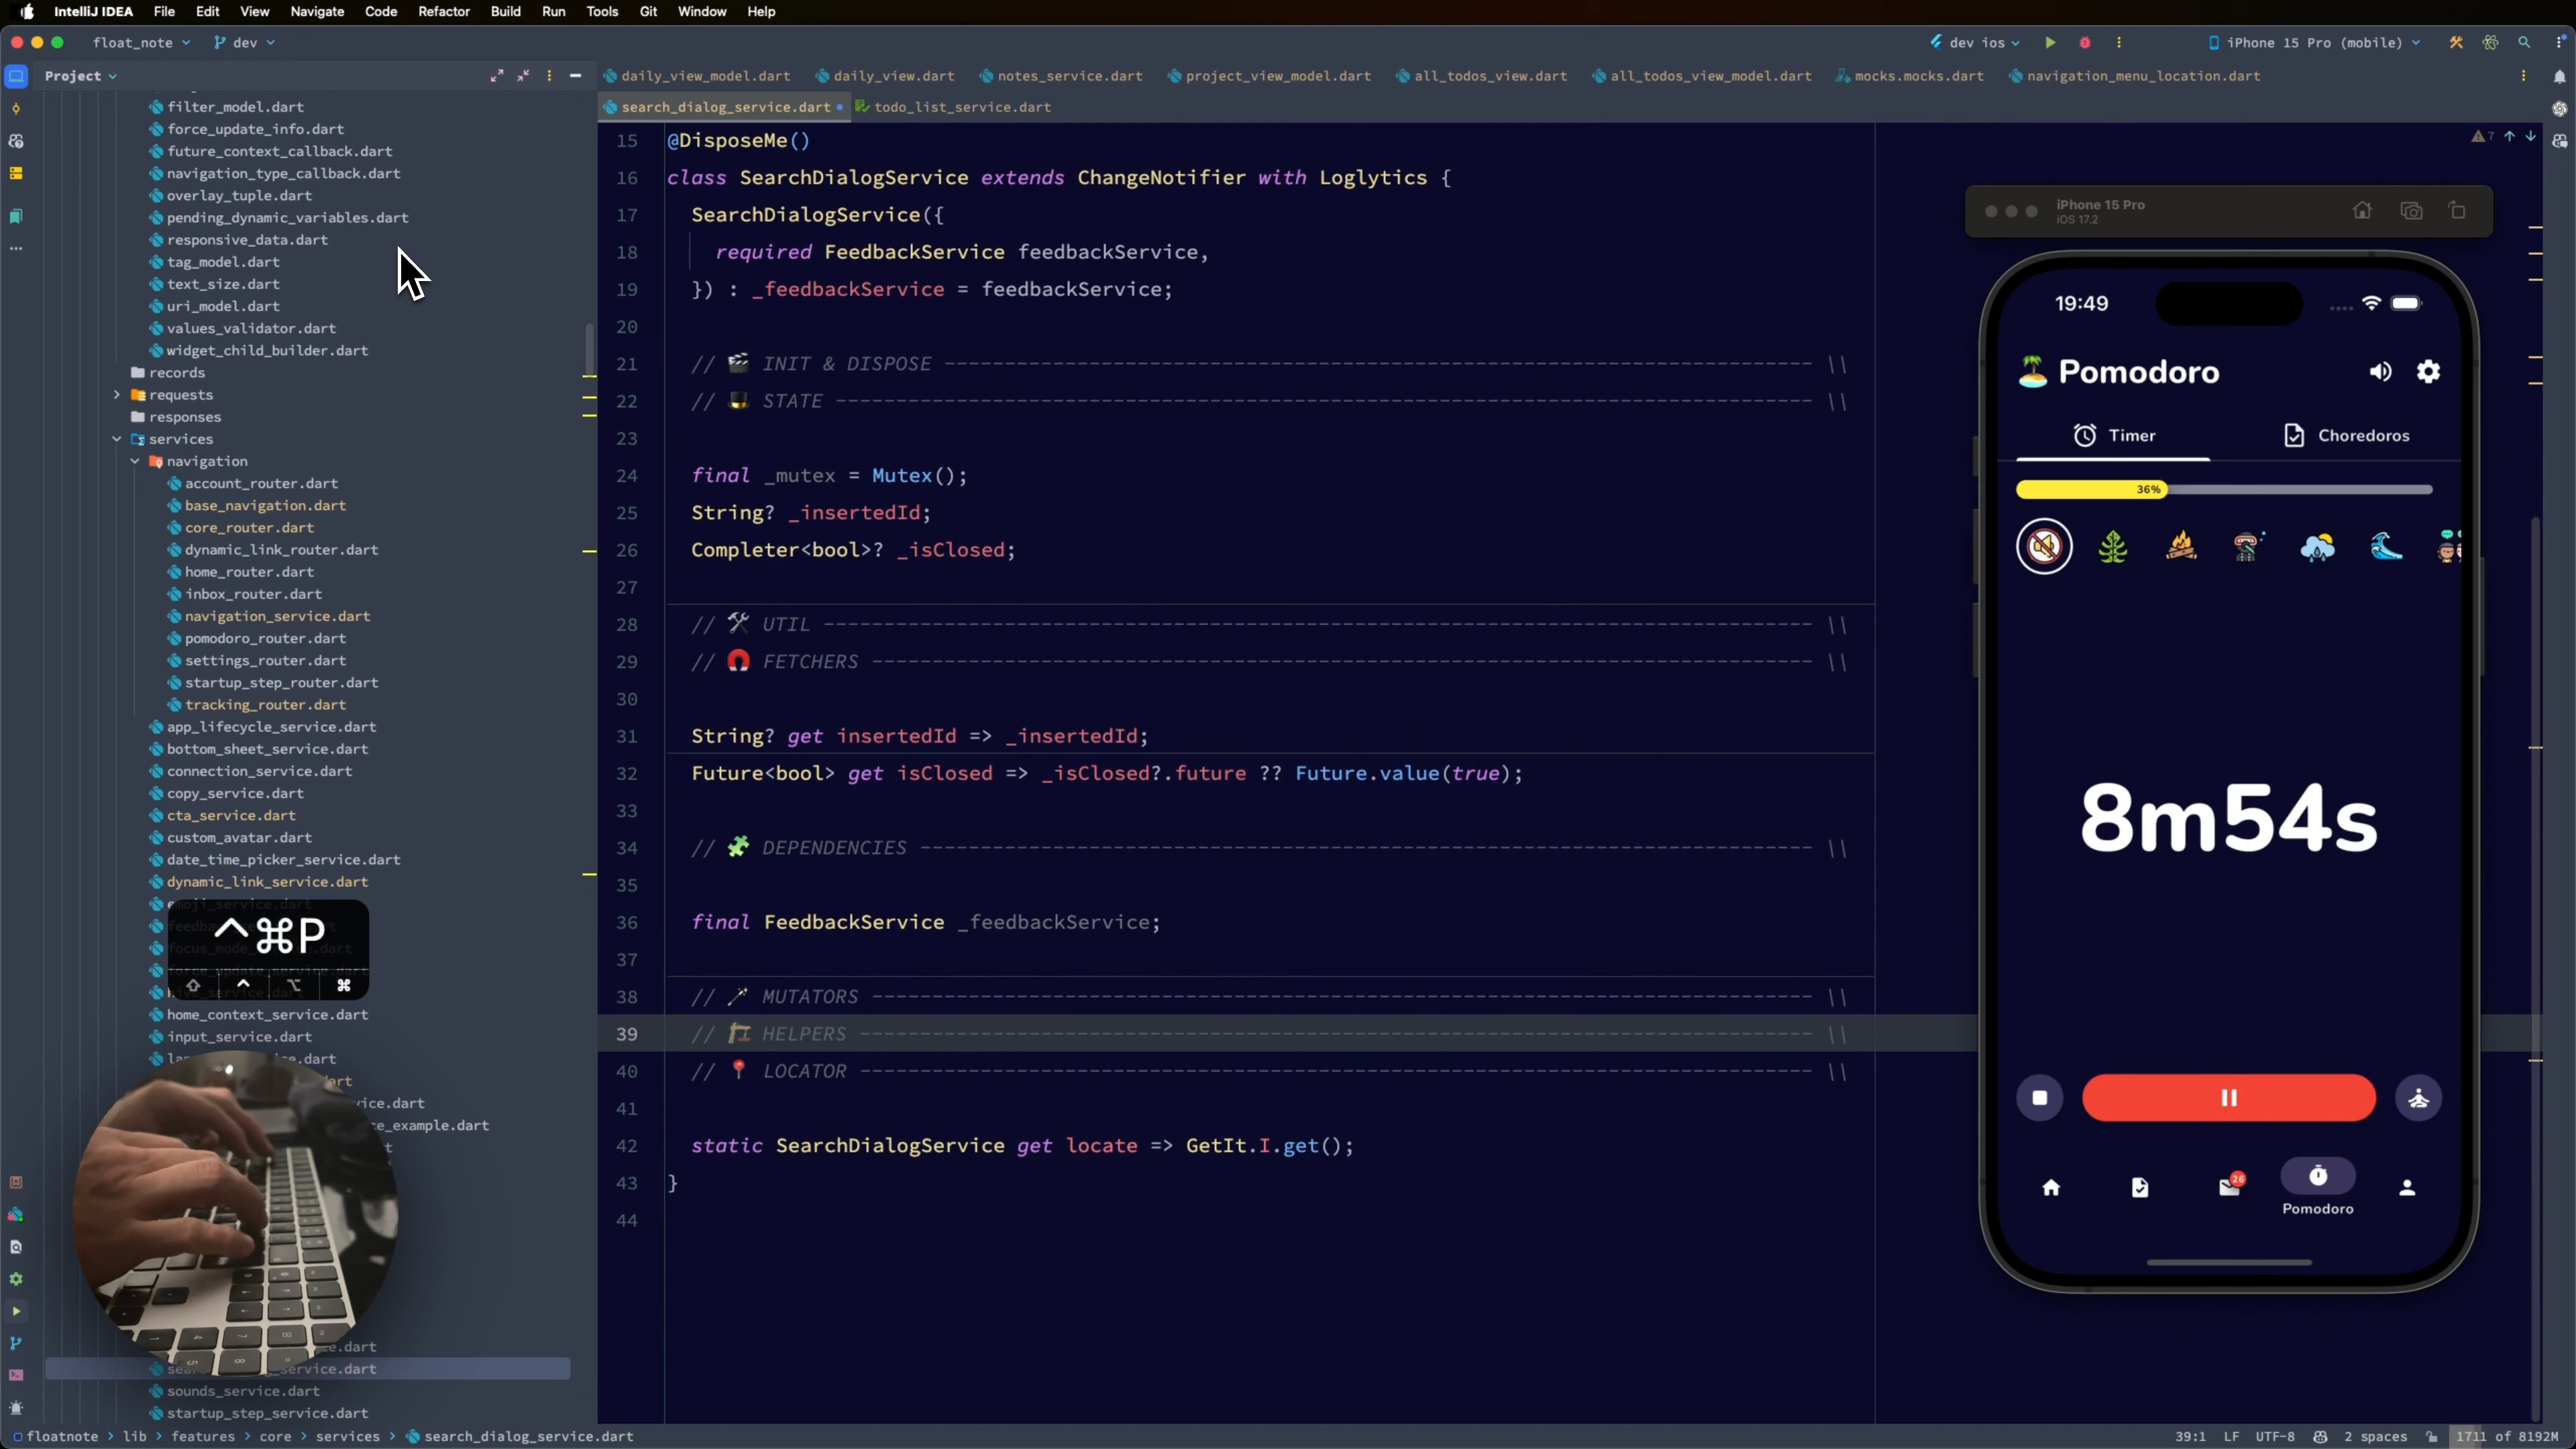 IntelliJ IDEA File Edit View Navigate Code Refactor Build Run Tools Git Window Help
float_note dev dev ios iPhone 15 Pro (mobile)
Project
daily_view_model.dart daily_view.dart notes_service.dart project_view_model.dart all_todos_view.dart all_todos_view_model.dart mocks.mocks.dart navigation_menu_location.dart
search_dialog_service.dart todo_list_service.dart
filter_model.dart
force_update_info.dart
future_context_callback.dart
navigation_type_callback.dart
overlay_tuple.dart
pending_dynamic_variables.dart
responsive_data.dart
tag_model.dart
text_size.dart
uri_model.dart
values_validator.dart
widget_child_builder.dart
records
requests
responses
services
navigation
account_router.dart
base_navigation.dart
core_router.dart
dynamic_link_router.dart
home_router.dart
inbox_router.dart
navigation_service.dart
pomodoro_router.dart
settings_router.dart
startup_step_router.dart
tracking_router.dart
app_lifecycle_service.dart
bottom_sheet_service.dart
connection_service.dart
copy_service.dart
cta_service.dart
custom_avatar.dart
date_time_picker_service.dart
dynamic_link_service.dart
emoji_service.dart
^⌘P
force_update_service.dart
⇧ ^ ⌥ ⌘
home_context_service.dart
input_service.dart
sounds_service.dart
startup_step_service.dart
15 @DisposeMe()
16 class SearchDialogService extends ChangeNotifier with Loglytics {
17 SearchDialogService({
18 required FeedbackService feedbackService,
19 }) : _feedbackService = feedbackService;
20
21 // 🎬 INIT & DISPOSE ------------------------------------------------------------------------ \\
22 // 🎩 STATE --------------------------------------------------------------------------------- \\
23
24 final _mutex = Mutex();
25 String? _insertedId;
26 Completer<bool>? _isClosed;
27
28 // 🛠 UTIL ---------------------------------------------------------------------------------- \\
29 // 🧲 FETCHERS ------------------------------------------------------------------------------ \\
30
31 String? get insertedId => _insertedId;
32 Future<bool> get isClosed => _isClosed?.future ?? Future.value(true);
33
34 // 🧩 DEPENDENCIES -------------------------------------------------------------------------- \\
35
36 final FeedbackService _feedbackService;
37
38 // 🪄 MUTATORS ------------------------------------------------------------------------------ \\
39 // 🏗 HELPERS ------------------------------------------------------------------------------- \\
40 // 📍 LOCATOR ------------------------------------------------------------------------------- \\
41
42 static SearchDialogService get locate => GetIt.I.get();
43 }
44
7
iPhone 15 Pro
iOS 17.2
19:49
Pomodoro
Timer Choredoros
36%
8m54s
26
Pomodoro
floatnote > lib > features > core > services > search_dialog_service.dart
39:1 LF UTF-8 2 spaces 1711 of 8192M